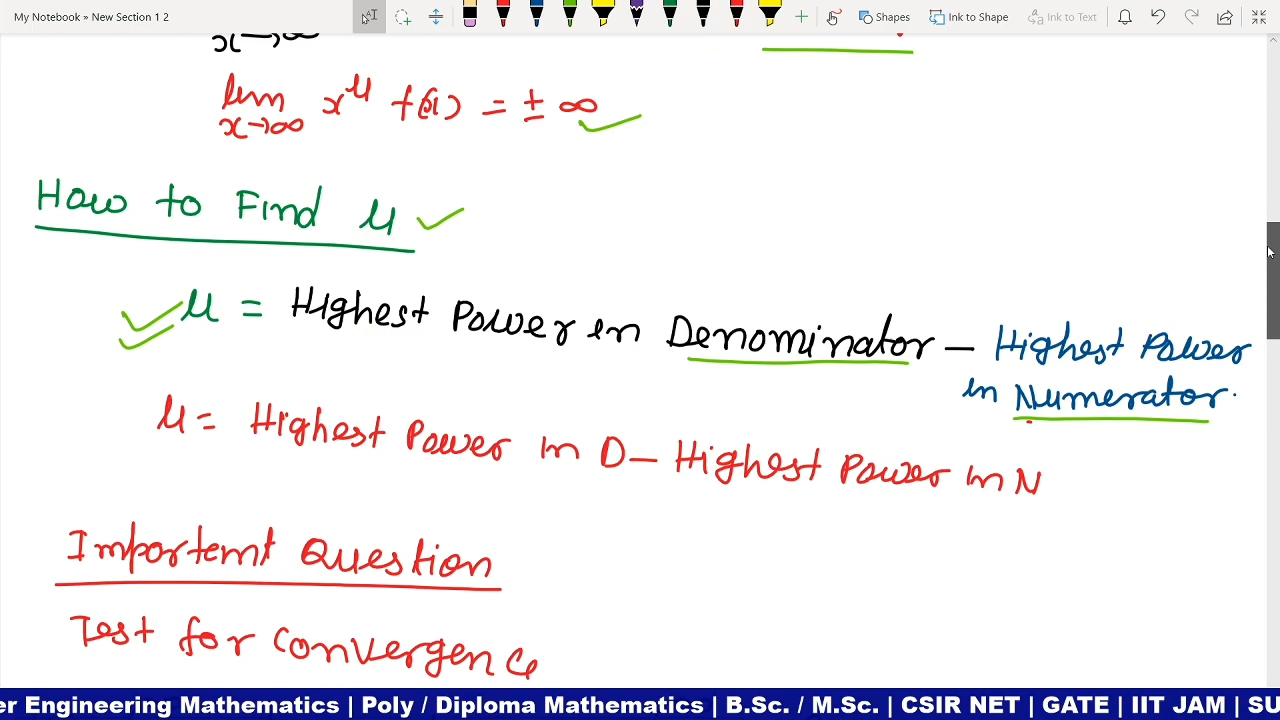 My Notebook » New Section 1 2
Shapes
Ink to Shape
Ink to Text
x→∞
lim x^μ f(x) = ± ∞
x→∞
How to Find μ
μ = Highest Power in Denominator – Highest Power
in Numerator.
μ = Highest Power in D – Highest Power in N
Importemt Question
Test for Convergence
er Engineering Mathematics | Poly / Diploma Mathematics | B.Sc. / M.Sc. | CSIR NET | GATE | IIT JAM | SU